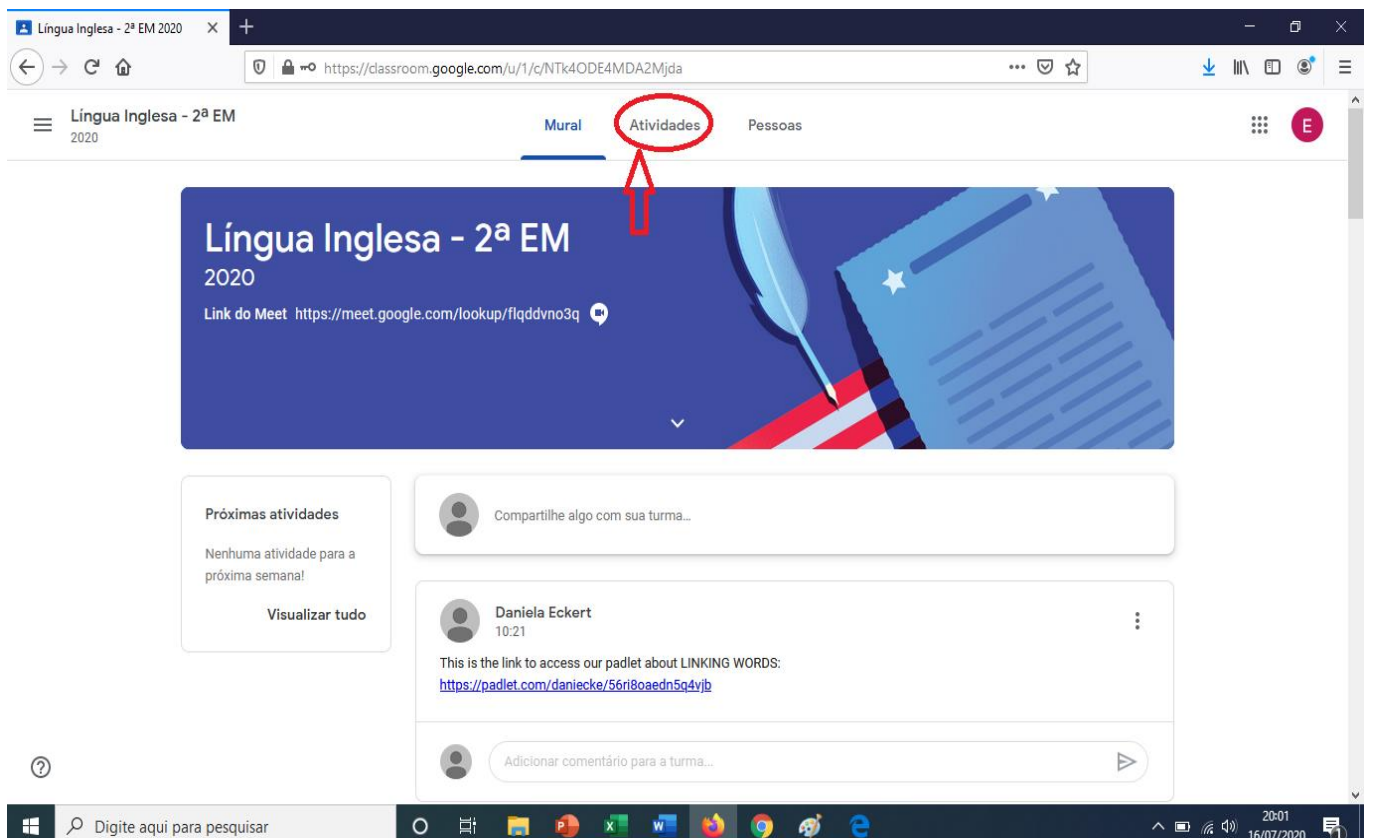 Língua Inglesa - 2ª EM 2020
https://classroom.google.com/u/1/c/NTk4ODE4MDA2Mjda
Língua Inglesa - 2ª EM
2020
Mural
Atividades
Pessoas
E
Língua Inglesa - 2ª EM
2020
Link do Meet https://meet.google.com/lookup/flqddvno3q
Próximas atividades
Nenhuma atividade para a
próxima semana!
Visualizar tudo
Compartilhe algo com sua turma...
Daniela Eckert
10:21
This is the link to access our padlet about LINKING WORDS:
https://padlet.com/daniecke/56ri8oaedn5q4vjb
Adicionar comentário para a turma...
Digite aqui para pesquisar
20:01
16/07/2020